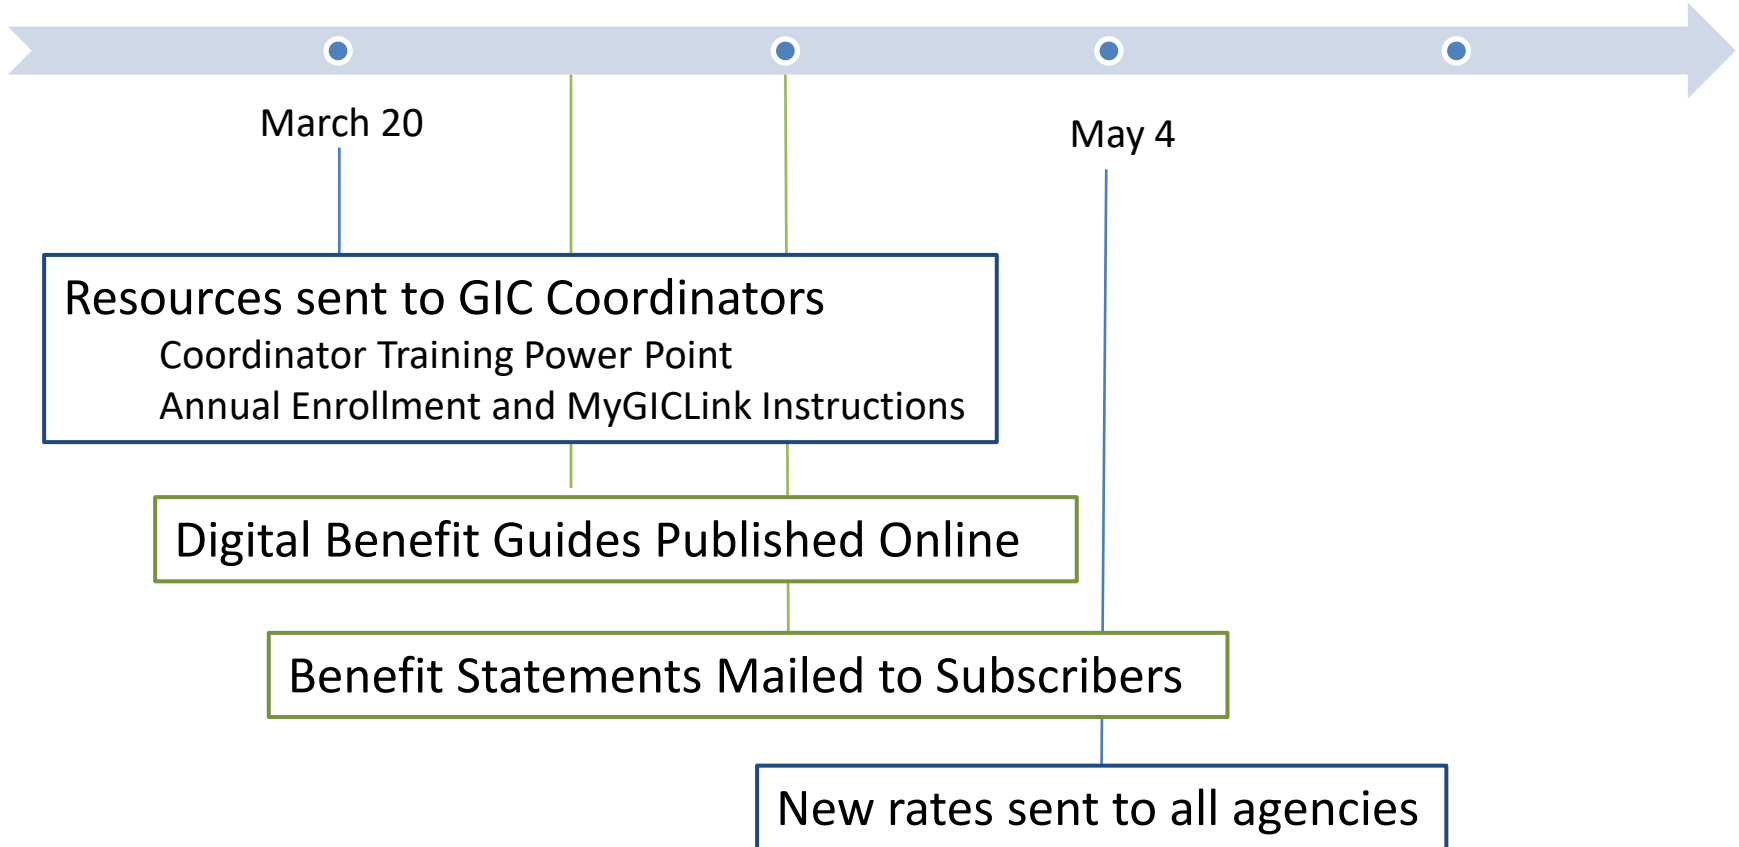 March 20
May 4
Resources sent to GIC Coordinators
Coordinator Training Power Point
Annual Enrollment and MyGICLink Instructions
Digital Benefit Guides Published Online
Benefit Statements Mailed to Subscribers
New rates sent to all agencies